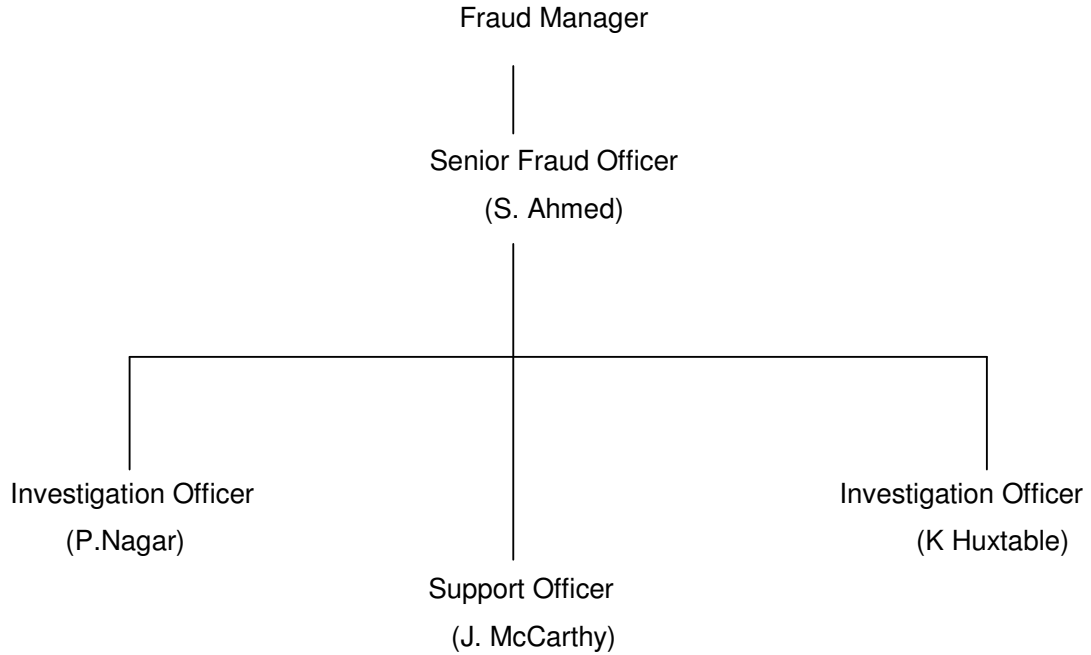 Fraud Manager
Senior Fraud Officer
(S. Ahmed)
Investigation Officer
(P.Nagar)
Investigation Officer
(K Huxtable)
Support Officer
(J. McCarthy)